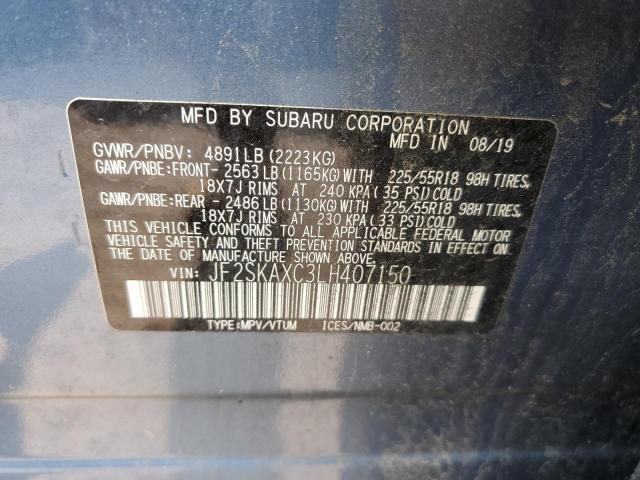 MFD BY SUBARU CORPORATION
MFD IN 08/19
GVWR/PNBV: 4891LB(2223KG)
GAWR/PNBE:FRONT- 2563LB(1165KG)WITH 225/55R18 98H TIRES,
18X7J RIMS AT 240 KPA(35 PSI)COLD
GAWR/PNBE:REAR - 2486LB(1130KG)WITH 225/55R18 98H TIRES,
18X7J RIMS AT 230 KPA(33 PSI)COLD
THIS VEHICLE CONFORMS TO ALL APPLICABLE FEDERAL MOTOR
VEHICLE SAFETY AND THEFT PREVENTION STANDARDS IN EFFECT ON
THE DATE OF MANUFACTURE SHOWN ABOVE.
VIN: JF2SKAXC3LH407150
TYPE:MPV/VTUM ICES/NMB-002